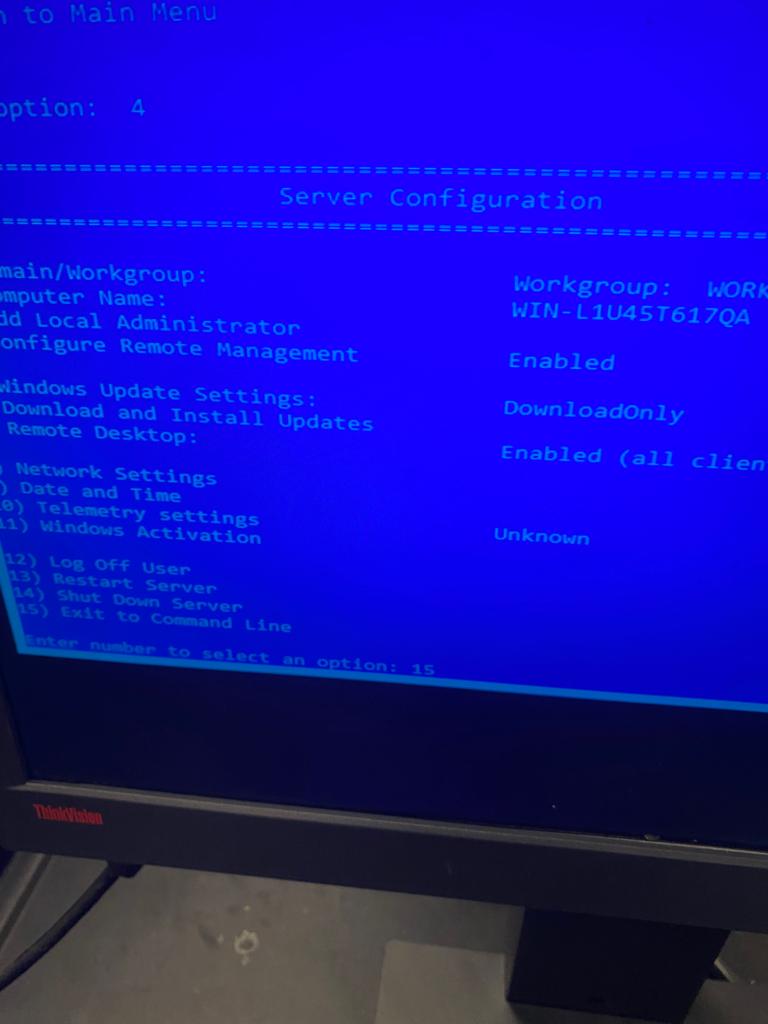 to Main Menu
option: 4
================================================
Server Configuration
================================================
main/Workgroup: Workgroup: WORK
omputer Name: WIN-L1U45T617QA
dd Local Administrator
onfigure Remote Management Enabled
Windows Update Settings: DownloadOnly
Download and Install Updates
Remote Desktop: Enabled (all clien
) Network Settings
) Date and Time
0) Telemetry settings
11) Windows Activation Unknown
12) Log Off User
13) Restart Server
14) Shut Down Server
15) Exit to Command Line
Enter number to select an option: 15
ThinkVision